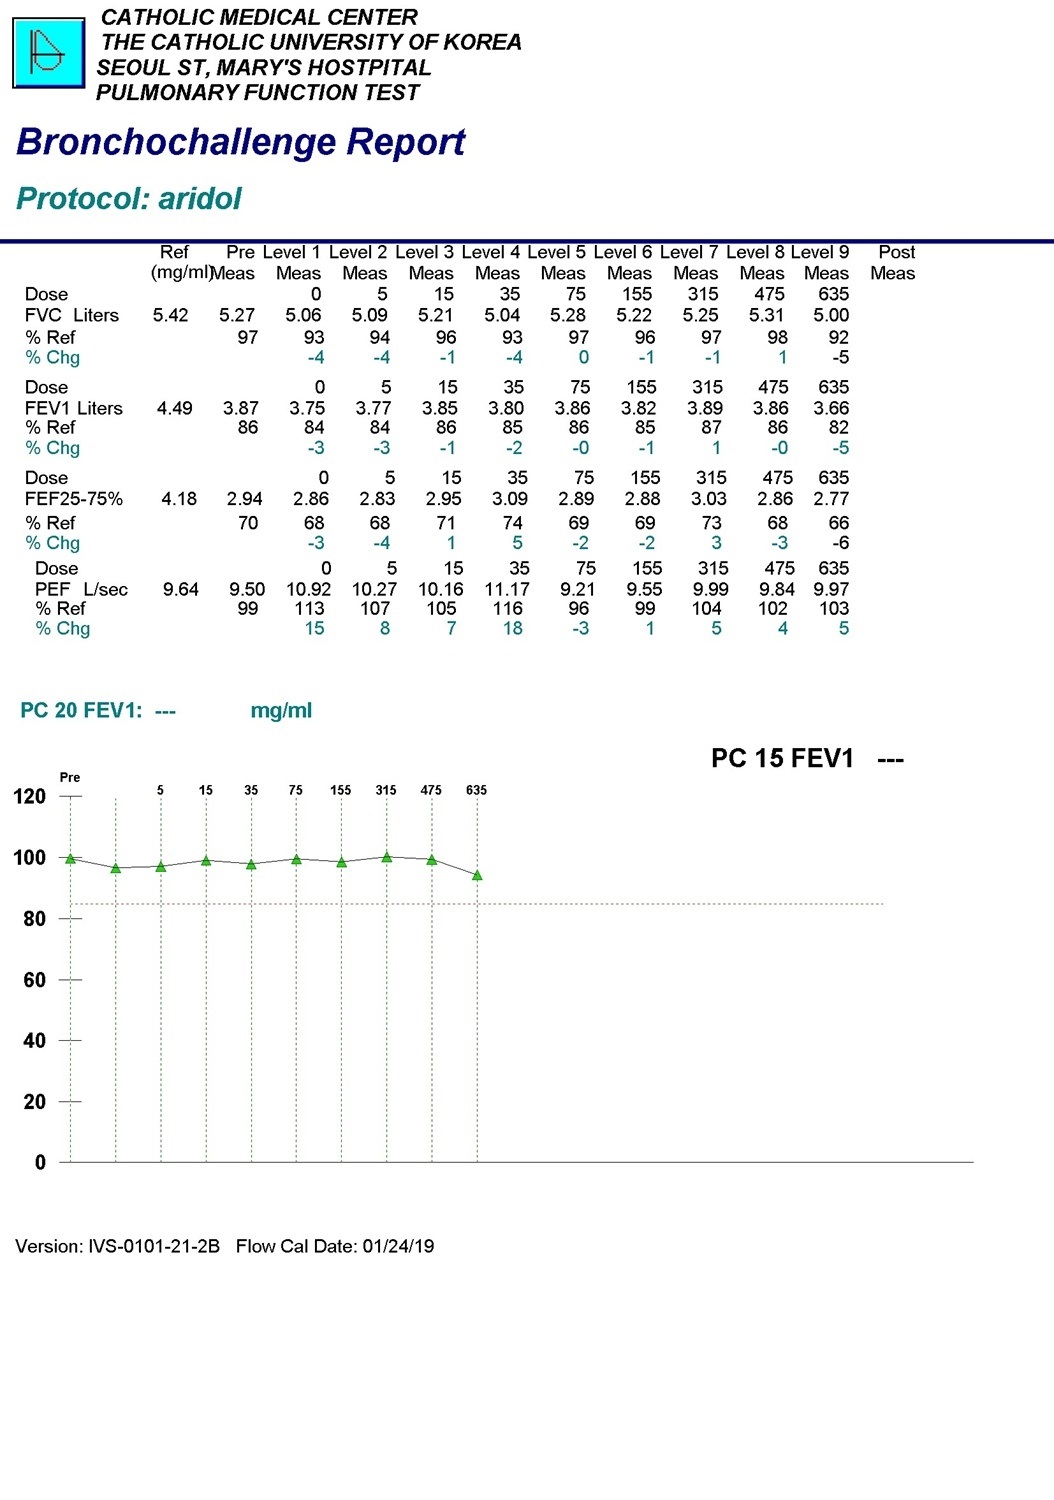 CATHOLIC MEDICAL CENTER
THE CATHOLIC UNIVERSITY OF KOREA
SEOUL ST, MARY'S HOSTPITAL
PULMONARY FUNCTION TEST
Bronchochallenge Report
Protocol: aridol
Ref Pre Level 1 Level 2 Level 3 Level 4 Level 5 Level 6 Level 7 Level 8 Level 9 Post
(mg/ml) Meas Meas Meas Meas Meas Meas Meas Meas Meas Meas Meas
Dose 0 5 15 35 75 155 315 475 635
FVC Liters 5.42 5.27 5.06 5.09 5.21 5.04 5.28 5.22 5.25 5.31 5.00
% Ref 97 93 94 96 93 97 96 97 98 92
% Chg -4 -4 -1 -4 0 -1 -1 1 -5
Dose 0 5 15 35 75 155 315 475 635
FEV1 Liters 4.49 3.87 3.75 3.77 3.85 3.80 3.86 3.82 3.89 3.86 3.66
% Ref 86 84 84 86 85 86 85 87 86 82
% Chg -3 -3 -1 -2 -0 -1 1 -0 -5
Dose 0 5 15 35 75 155 315 475 635
FEF25-75% 4.18 2.94 2.86 2.83 2.95 3.09 2.89 2.88 3.03 2.86 2.77
% Ref 70 68 68 71 74 69 69 73 68 66
% Chg -3 -4 1 5 -2 -2 3 -3 -6
Dose 0 5 15 35 75 155 315 475 635
PEF L/sec 9.64 9.50 10.92 10.27 10.16 11.17 9.21 9.55 9.99 9.84 9.97
% Ref 99 113 107 105 116 96 99 104 102 103
% Chg 15 8 7 18 -3 1 5 4 5
PC 20 FEV1: --- mg/ml
PC 15 FEV1 ---
Pre
5 15 35 75 155 315 475 635
120
100
80
60
40
20
0
Version: IVS-0101-21-2B Flow Cal Date: 01/24/19